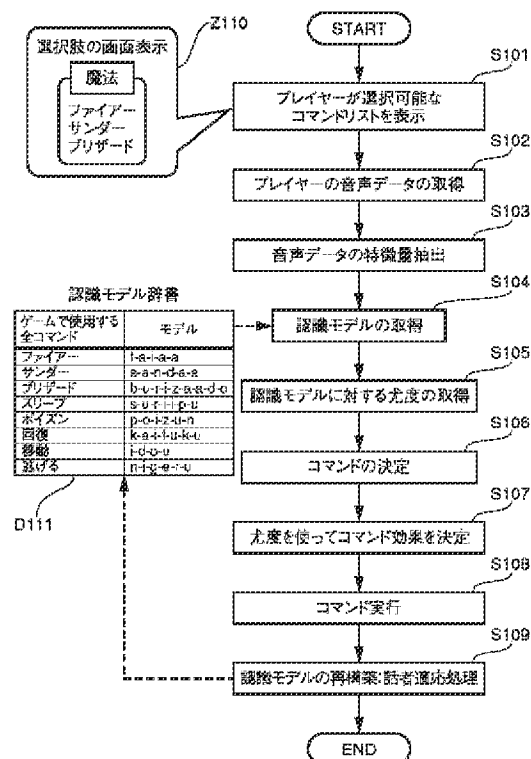 Z110
START
選択肢の画面表示
魔法
ファイアー
サンダー
ブリザード
S101
プレイヤーが選択可能な
コマンドリストを表示
S102
プレイヤーの音声データの取得
S103
音声データの特徴量抽出
S104
認識モデルの取得
認識モデル辞書
ゲームで使用する
全コマンド
モデル
ファイアー
サンダー s-a-n-d-a-a
ブリザード b-u-r-i-z-a-a-d-o
スリープ s-u-r-i-i-p-u
ポイズン p-o-i-z-u-n
回復 k-a-i-f-u-k-u
移動 i-d-o-u
逃げる n-i-g-e-r-u
D111
S105
認識モデルに対する尤度の取得
S106
コマンドの決定
S107
尤度を使ってコマンド効果を決定
S108
コマンド実行
S109
認識モデルの再構築:話者適応処理
END